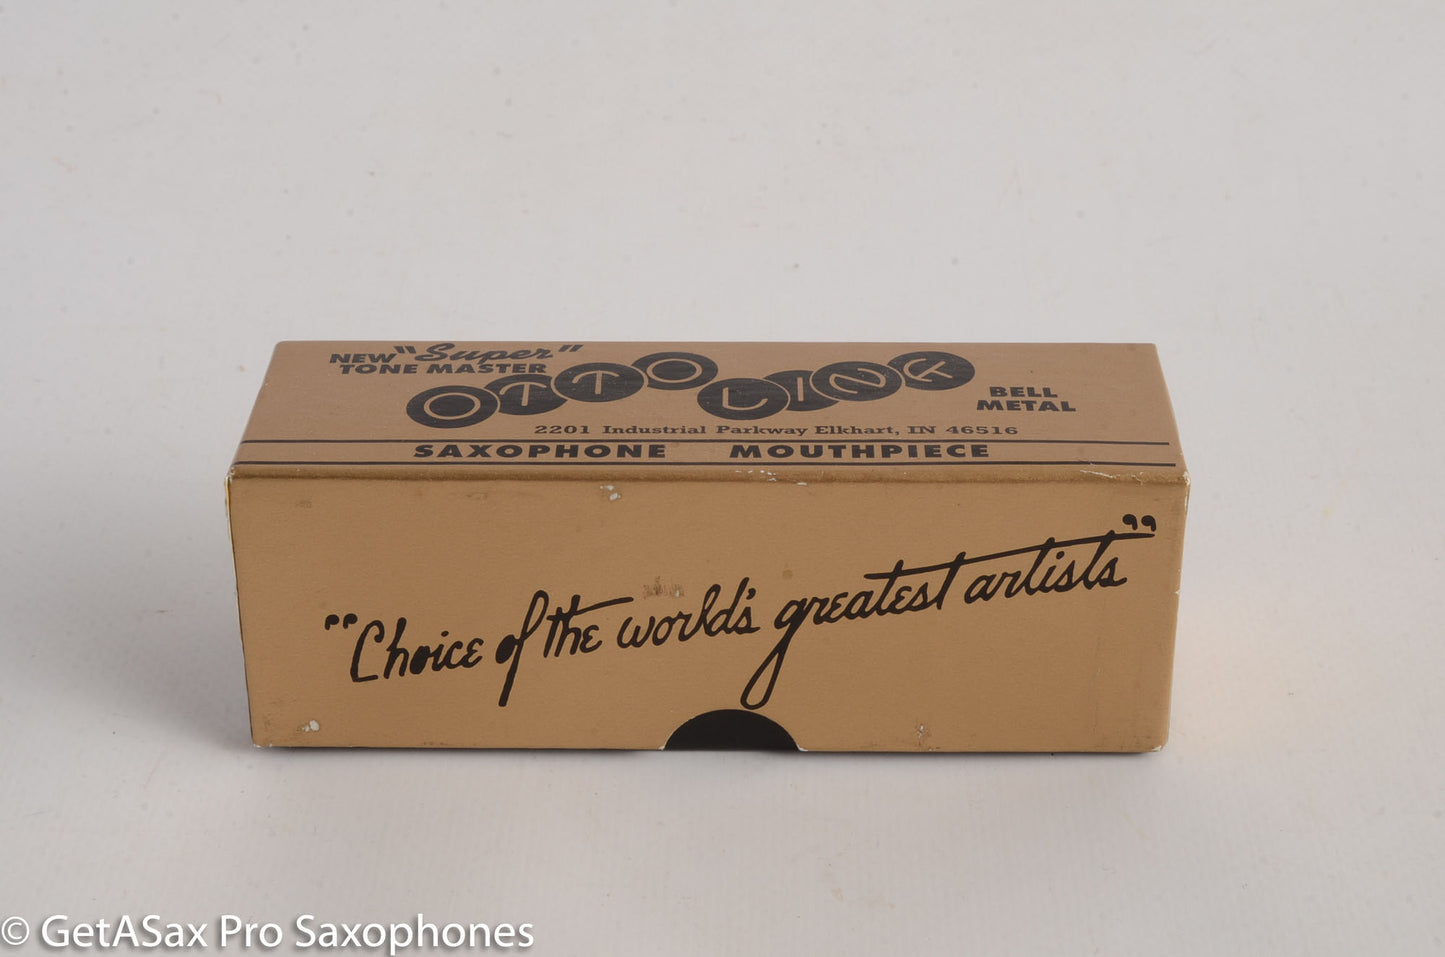 NEW "Super"
TONE MASTER
OTTO LINK
BELL
METAL
2201 Industrial Parkway Elkhart, IN 46516
SAXOPHONE MOUTHPIECE
"Choice of the world's greatest artists"
© GetASax Pro Saxophones